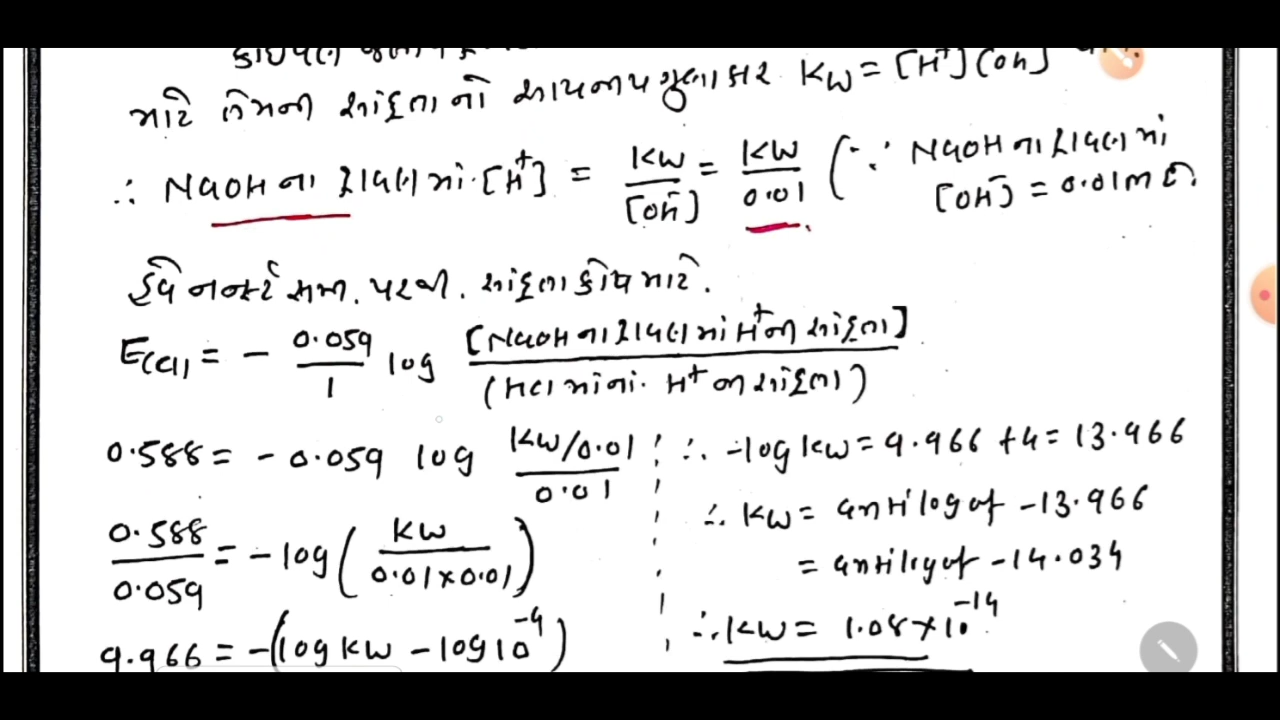 માટે તેમની સાંદ્રતાનો આયનીય ગુણાકાર Kw = [H⁺](OH)
∴ NaOH ના દ્રાવણમાં [H⁺] = Kw/[OH⁻] = Kw/0.01 (∵ NaOH ના દ્રાવણમાં
[OH⁻] = 0.01M છે.
હવે નર્ન્સ્ટ સમી. પરથી. સાંદ્રતા કોષ માટે.
Ecell = - 0.059/1 log [NaOH ના દ્રાવણમાં H⁺ની સાંદ્રતા]/(HCl માંના H⁺ ની સાંદ્રતા)
0.588 = - 0.059 log (Kw/0.01)/0.01
0.588/0.059 = -log(Kw/(0.01×0.01))
9.966 = -(log Kw - log 10⁻⁴)
∴ -log Kw = 9.966 + 4 = 13.966
∴ Kw = antilog of -13.966
= antilog of -14.034
∴ Kw = 1.08 × 10⁻¹⁴